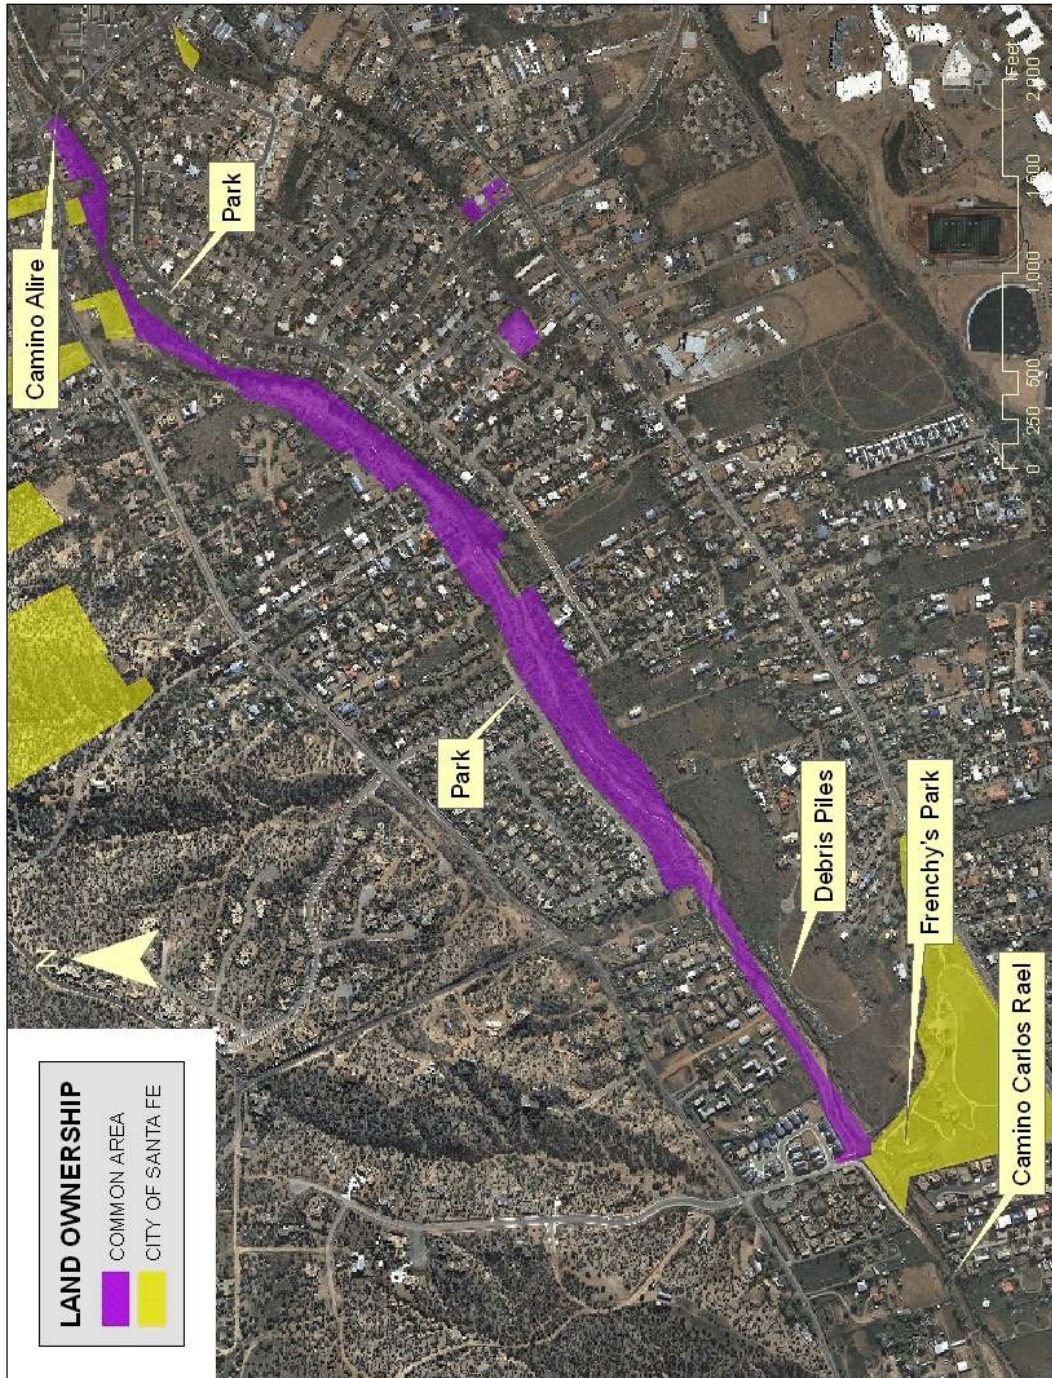 LAND OWNERSHIP
COMMON AREA
CITY OF SANTA FE
N
Camino Alire
Park
Park
Debris Piles
Frenchy's Park
Camino Carlos Rael
0 250 500 1,000 1,500 2,000
Feet